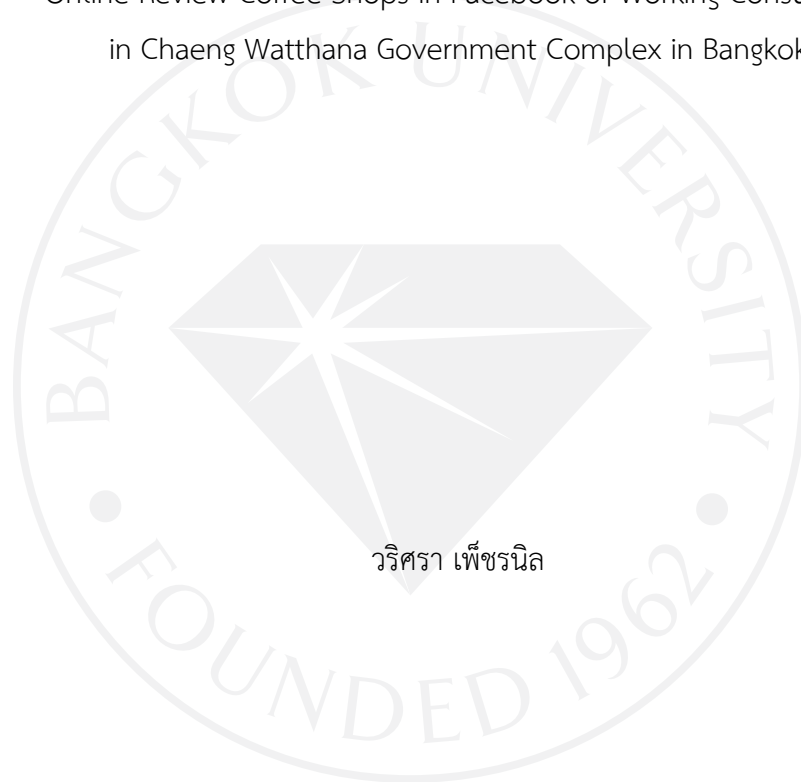 Online Review Coffee Shops in Facebook of Working Consu
in Chaeng Watthana Government Complex in Bangkok
BANGKOK UNIVERSITY
วริศรา เพ็ชรนิล
FOUNDED 1962